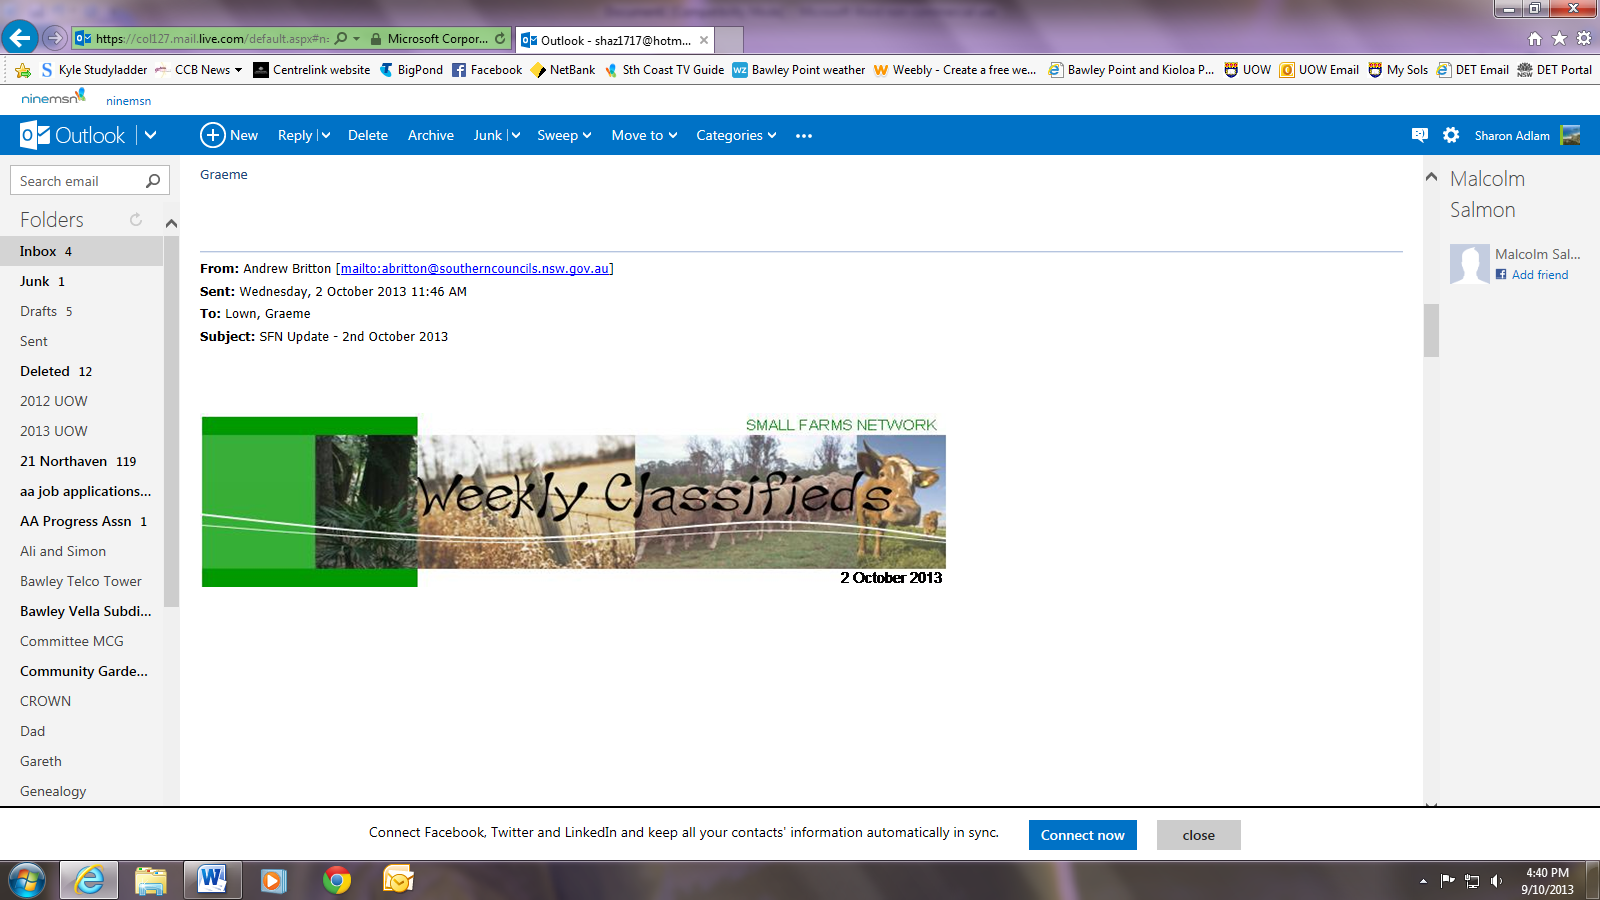 https://col127.mail.live.com/default.aspx#n=
Microsoft Corpor...
Outlook - shaz1717@hotm...
Kyle Studyladder
CCB News
Centrelink website
BigPond
Facebook
NetBank
Sth Coast TV Guide
Bawley Point weather
Weebly - Create a free we...
Bawley Point and Kioloa P...
UOW
UOW Email
My Sols
DET Email
DET Portal
ninemsn
ninemsn
Outlook
New
Reply
Delete
Archive
Junk
Sweep
Move to
Categories
Sharon Adlam
Search email
Folders
Inbox 4
Junk 1
Drafts 5
Sent
Deleted 12
2012 UOW
2013 UOW
21 Northaven 119
aa job applications...
AA Progress Assn 1
Ali and Simon
Bawley Telco Tower
Bawley Vella Subdi...
Committee MCG
Community Garde...
CROWN
Dad
Gareth
Genealogy
Graeme
From: Andrew Britton [mailto:abritton@southerncouncils.nsw.gov.au]
Sent: Wednesday, 2 October 2013 11:46 AM
To: Lown, Graeme
Subject: SFN Update - 2nd October 2013
SMALL FARMS NETWORK
Weekly Classifieds
2 October 2013
Malcolm
Salmon
Malcolm Sal...
Add friend
Connect Facebook, Twitter and LinkedIn and keep all your contacts' information automatically in sync.
Connect now
close
4:40 PM
9/10/2013